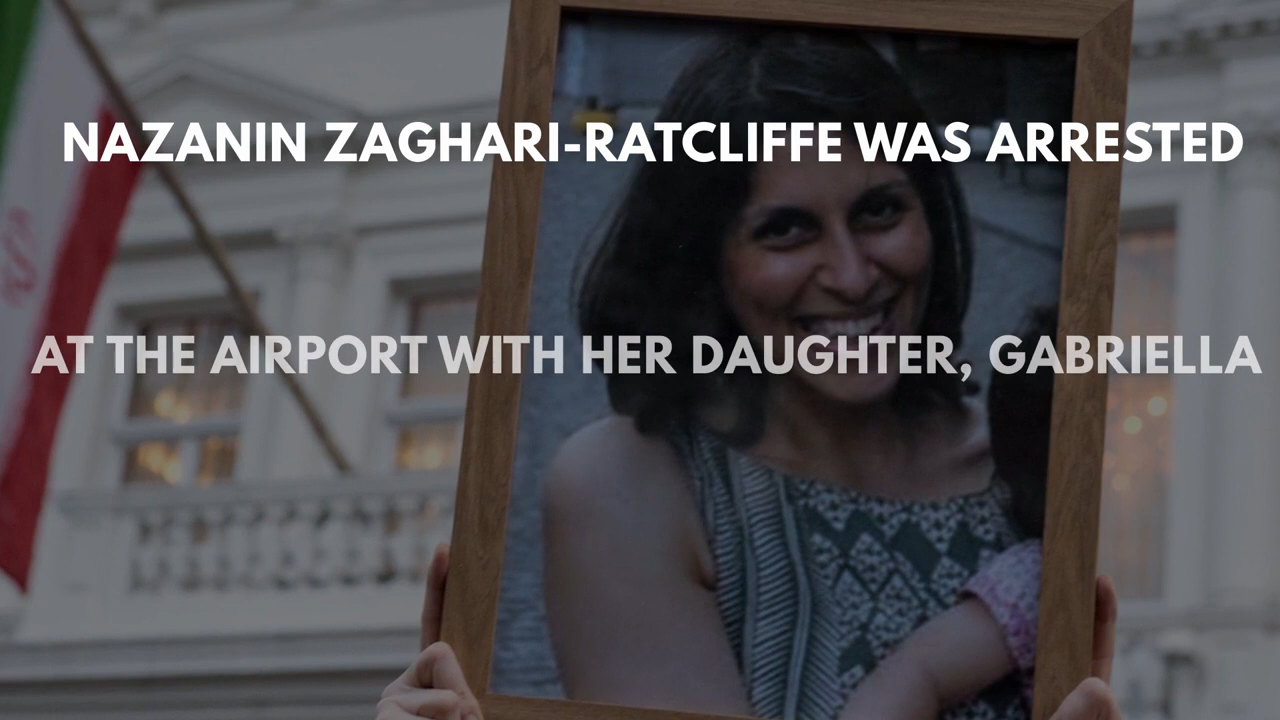 NAZANIN ZAGHARI-RATCLIFFE WAS ARRESTED
AT THE AIRPORT WITH HER DAUGHTER, GABRIELLA